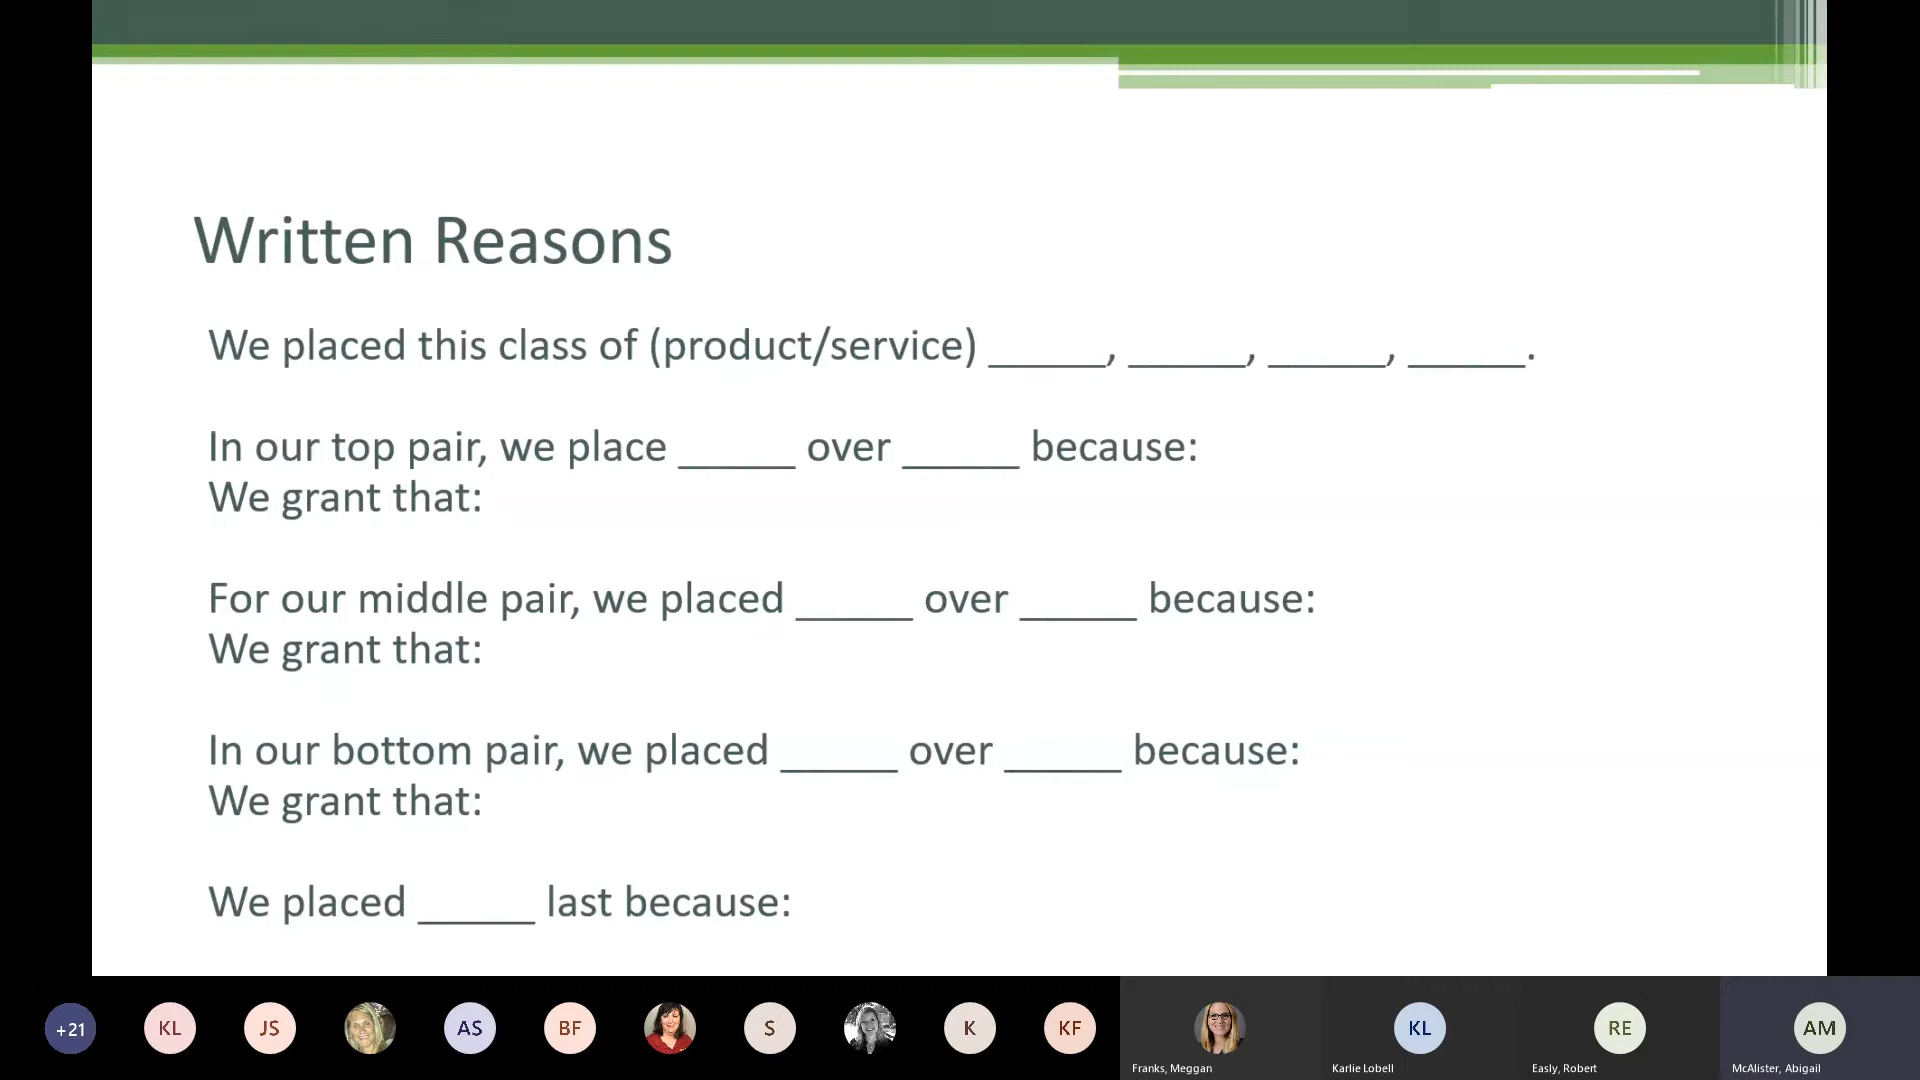 Written Reasons
We placed this class of (product/service) _____, _____, _____, _____.
In our top pair, we place _____ over _____ because:
We grant that:
For our middle pair, we placed _____ over _____ because:
We grant that:
In our bottom pair, we placed _____ over _____ because:
We grant that:
We placed _____ last because:
+21 KL JS AS BF S K KF KL RE AM
Franks, Meggan Karlie Lobell Easly, Robert McAlister, Abigail